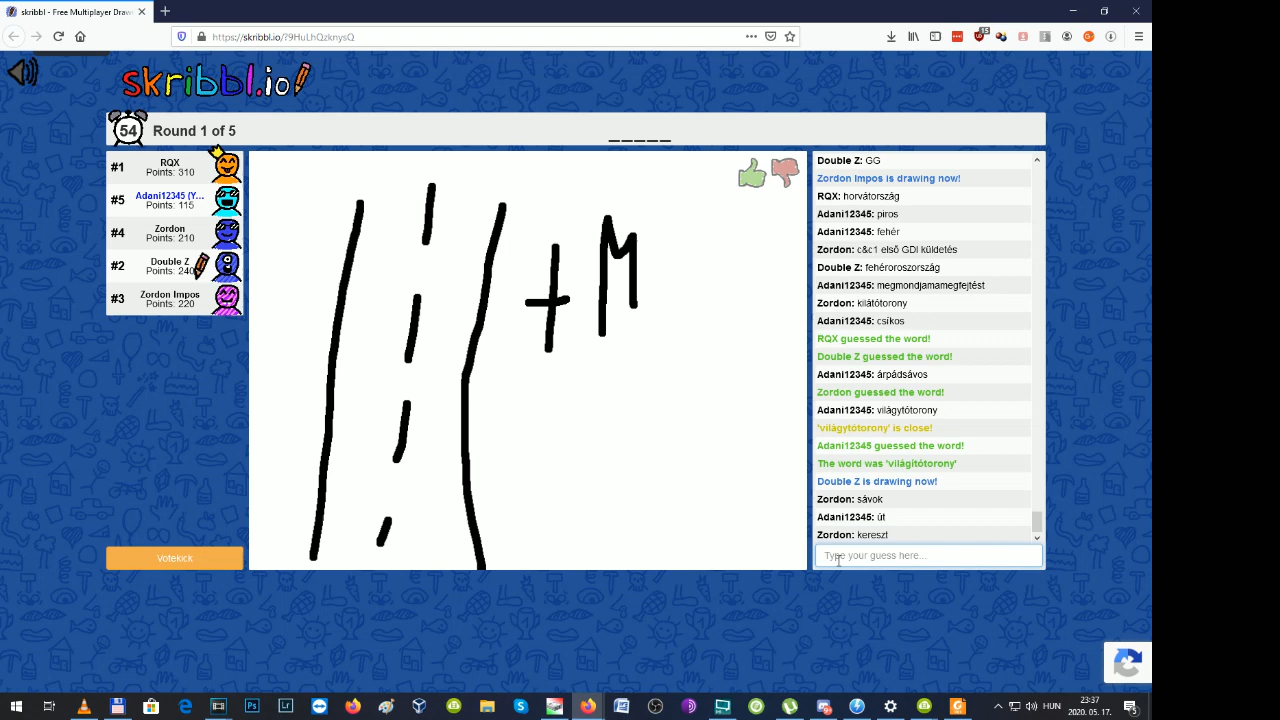 skribbl - Free Multiplayer Draw
https://skribbl.io/?9HuLhQzknysQ
15
skribbl.io
54
Round 1 of 5
_____
#1
RQX
Points: 310
#5
Adani12345 (Y...
Points: 115
#4
Zordon
Points: 210
#2
Double Z
Points: 240
#3
Zordon Impos
Points: 220
Votekick
+ M
Double Z: GG
Zordon Impos is drawing now!
RQX: horvátország
Adani12345: piros
Adani12345: fehér
Zordon: c&c1 első GDI küldetés
Double Z: fehéroroszország
Adani12345: megmondjamamegfejtést
Zordon: kilátótorony
Adani12345: csíkos
RQX guessed the word!
Double Z guessed the word!
Adani12345: árpádsávos
Zordon guessed the word!
Adani12345: világytótorony
'világytótorony' is close!
Adani12345 guessed the word!
The word was 'világítótorony'
Double Z is drawing now!
Zordon: sávok
Adani12345: út
Zordon: kereszt
Type your guess here...
HUN
23:37
2020. 05. 17.